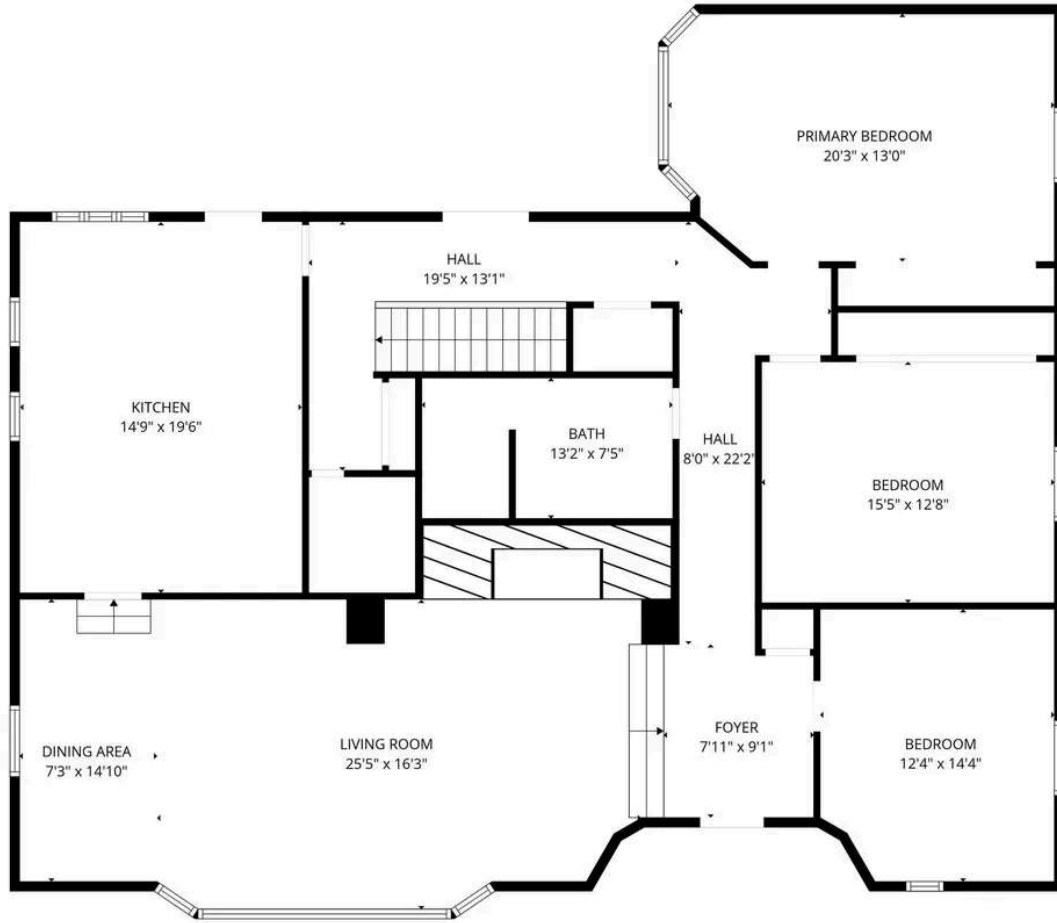 PRIMARY BEDROOM
20'3" x 13'0"
HALL
19'5" x 13'1"
KITCHEN
14'9" x 19'6"
BATH
13'2" x 7'5"
HALL
8'0" x 22'2"
BEDROOM
15'5" x 12'8"
DINING AREA
7'3" x 14'10"
LIVING ROOM
25'5" x 16'3"
FOYER
7'11" x 9'1"
BEDROOM
12'4" x 14'4"